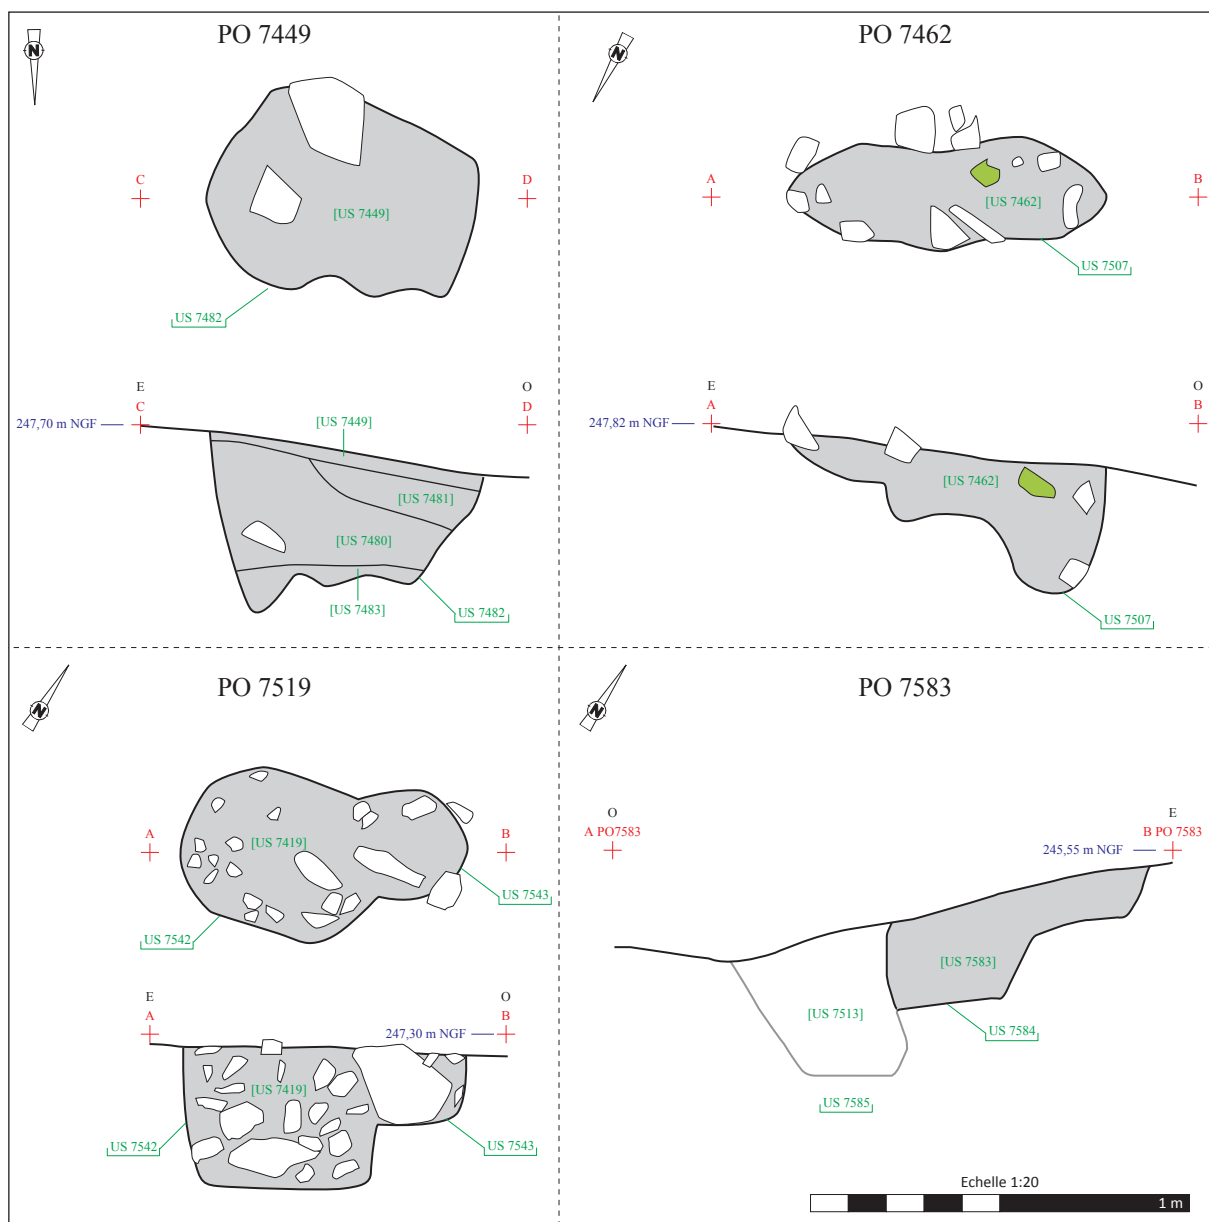 PO 7449
N
C
D
[US 7449]
US 7482
E
O
C
D
247,70 m NGF
[US 7449]
[US 7481]
[US 7480]
[US 7483]
US 7482
PO 7462
N
A
B
[US 7462]
US 7507
E
O
A
B
247,82 m NGF
[US 7462]
US 7507
PO 7519
N
A
B
[US 7419]
US 7543
US 7542
E
O
A
B
247,30 m NGF
[US 7419]
US 7542
US 7543
PO 7583
N
O
E
A PO7583
B PO 7583
245,55 m NGF
[US 7583]
[US 7513]
US 7584
US 7585
Echelle 1:20
1 m